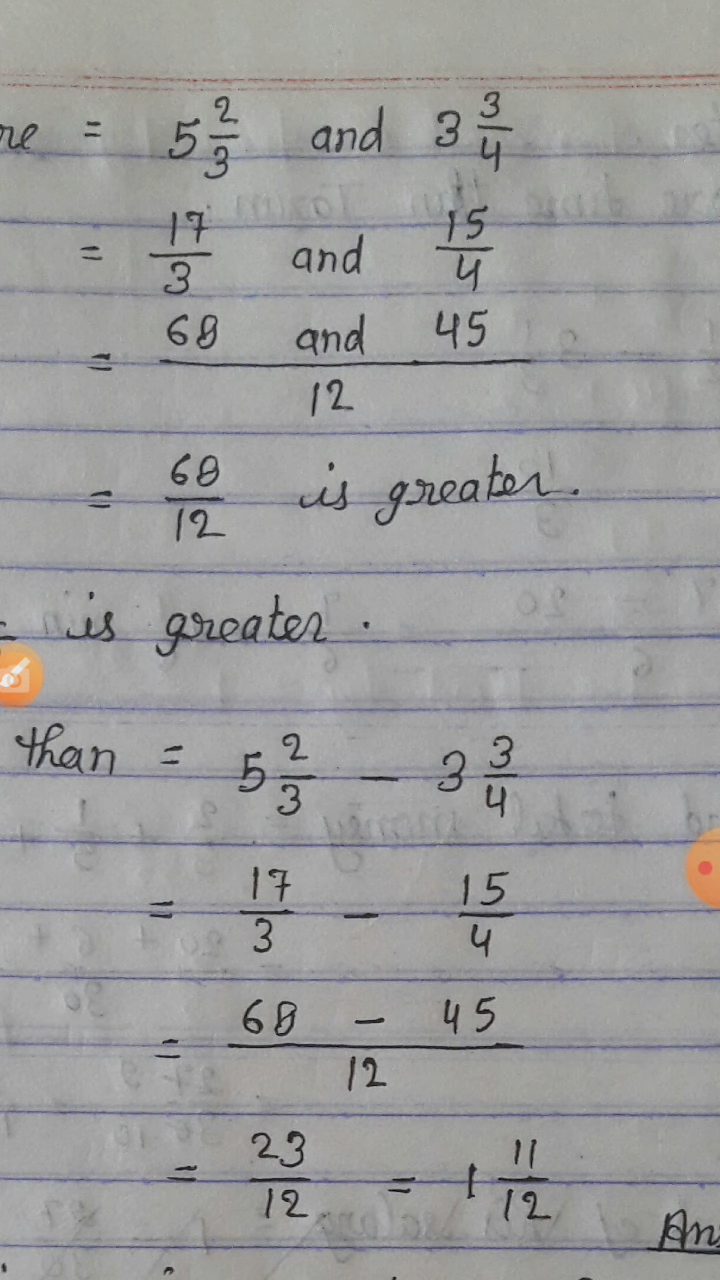 re = 5 2/3 and 3 3/4
= 17/3 and 15/4
= 68 and 45 / 12
= 68/12 is greater.
is greater.
than = 5 2/3 - 3 3/4
= 17/3 - 15/4
= 68 - 45 / 12
= 23/12 = 1 11/12
Ans